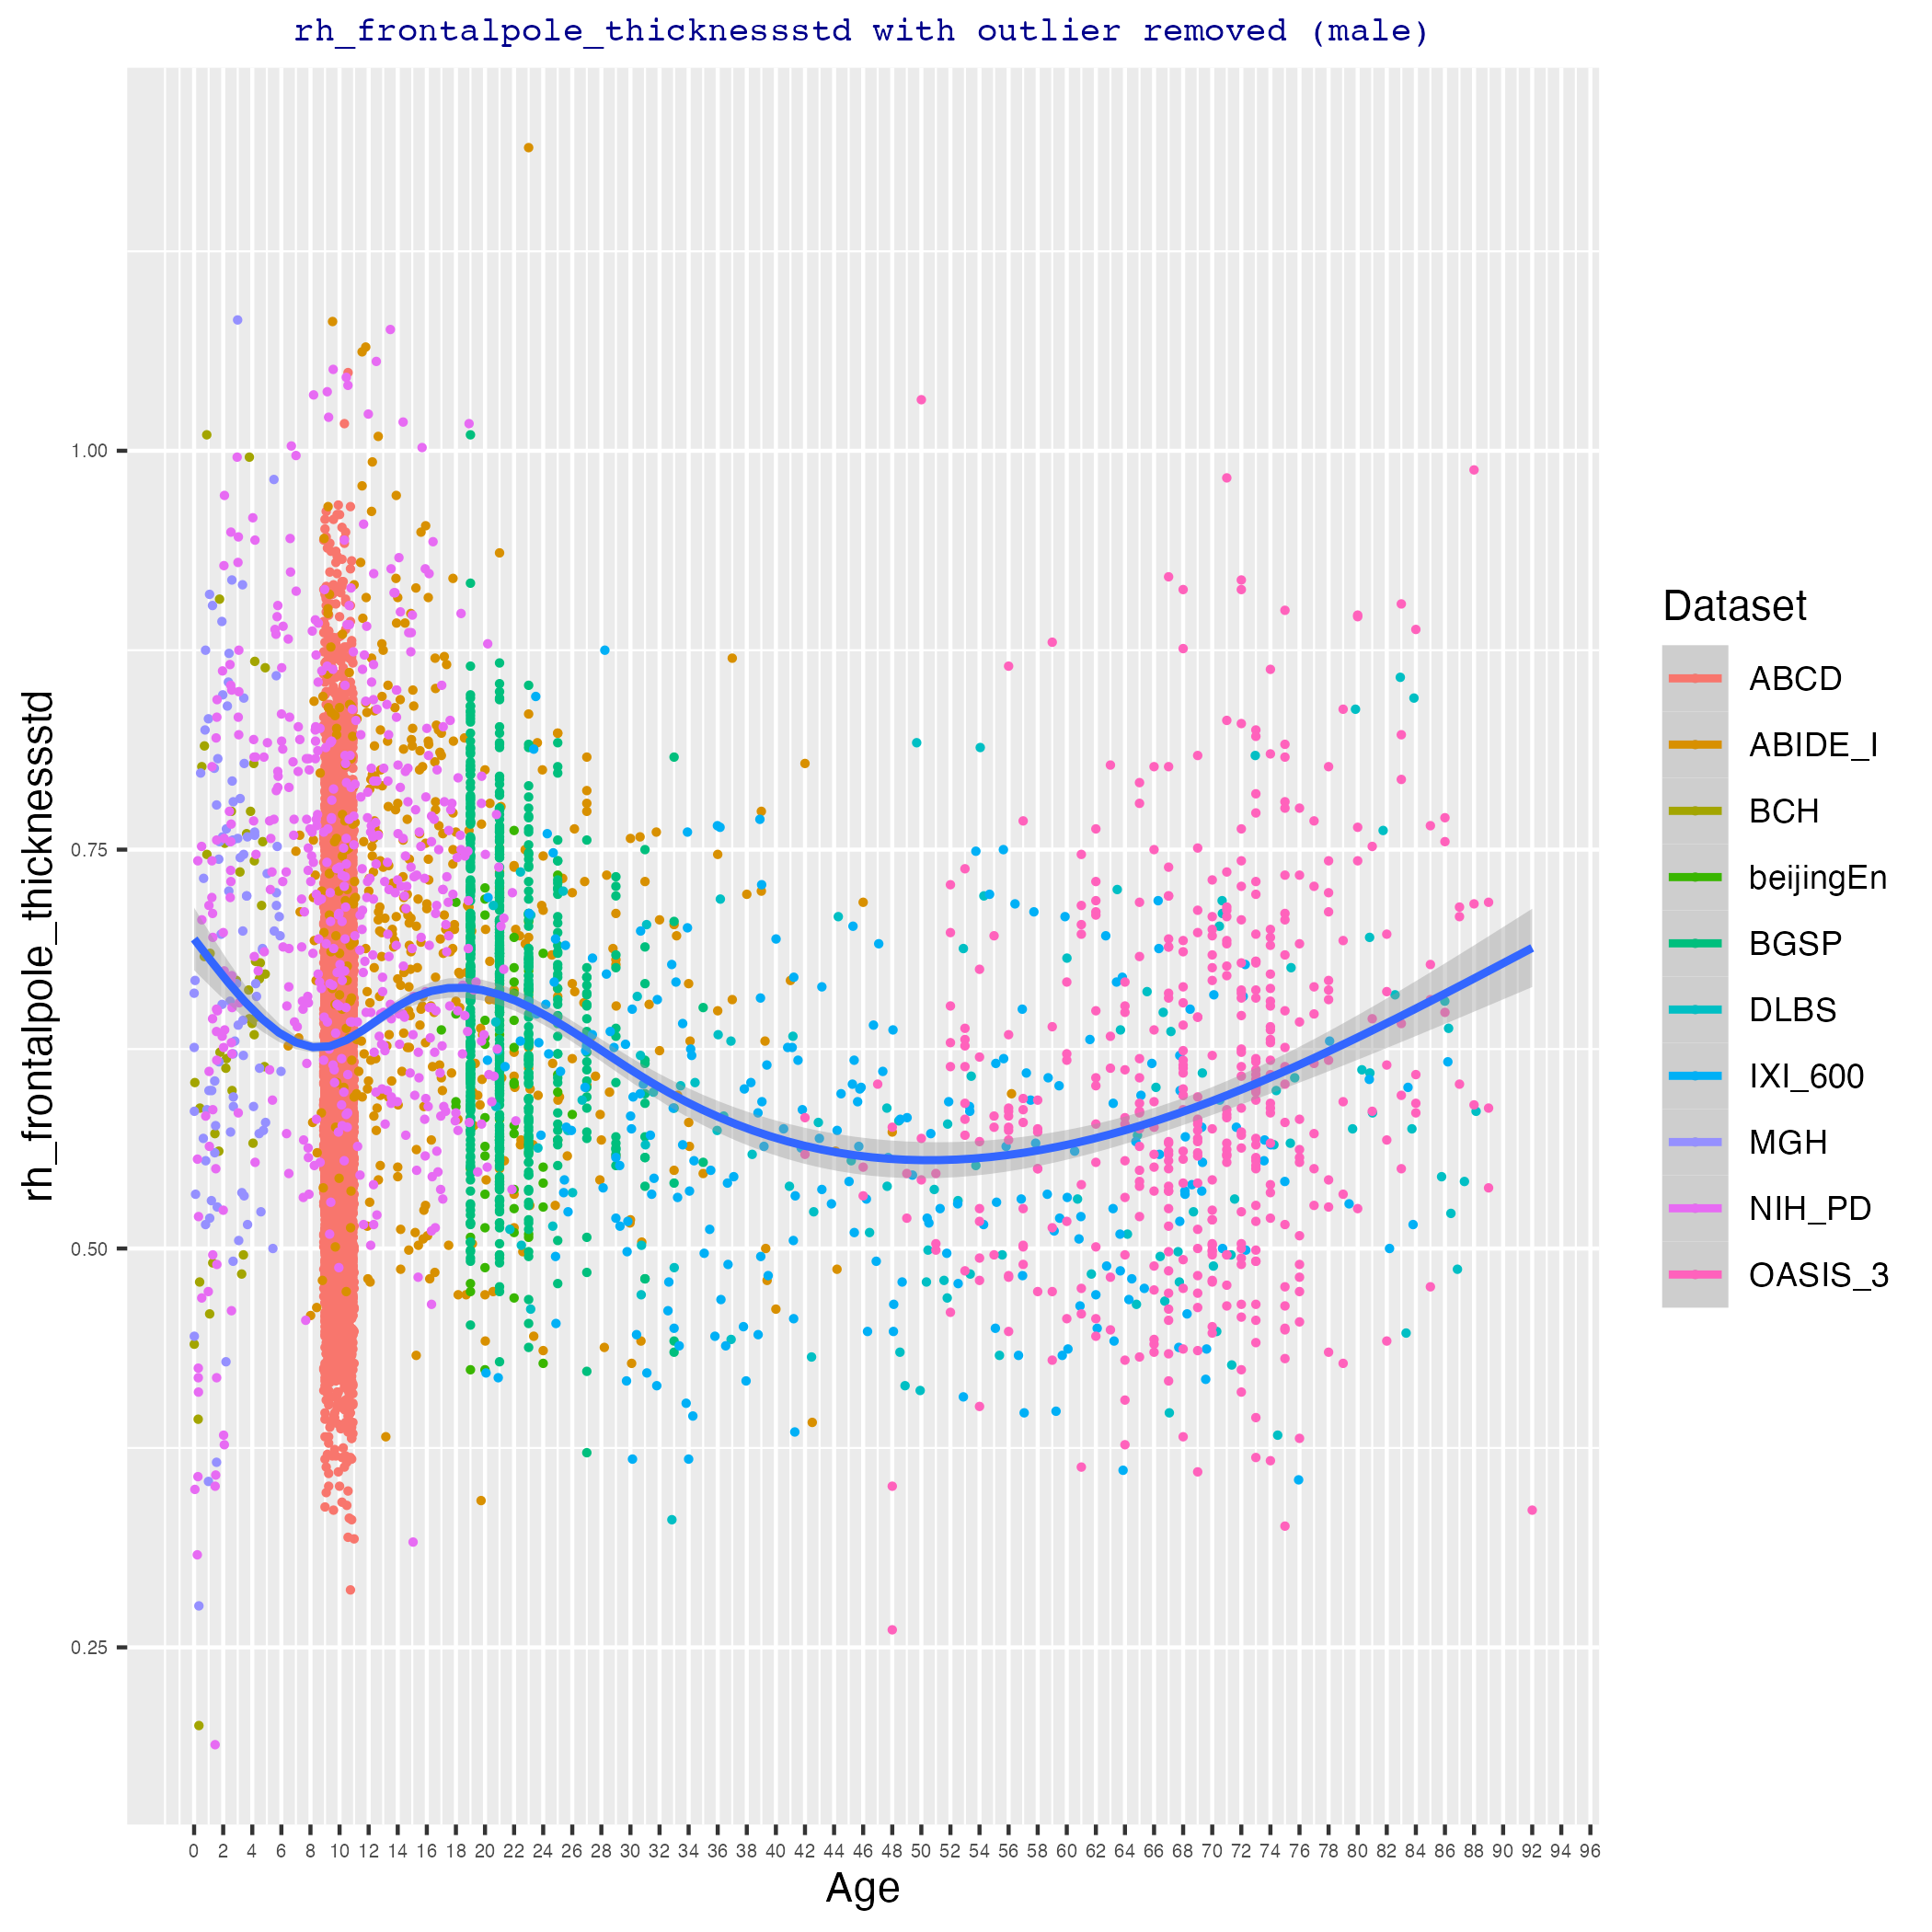 rh_frontalpole_thicknessstd with outlier removed (male)
rh_frontalpole_thicknessstd
1.00
0.75
0.50
0.25
0 2 4 6 8 10 12 14 16 18 20 22 24 26 28 30 32 34 36 38 40 42 44 46 48 50 52 54 56 58 60 62 64 66 68 70 72 74 76 78 80 82 84 86 88 90 92 94 96
Age
Dataset
ABCD
ABIDE_I
BCH
beijingEn
BGSP
DLBS
IXI_600
MGH
NIH_PD
OASIS_3